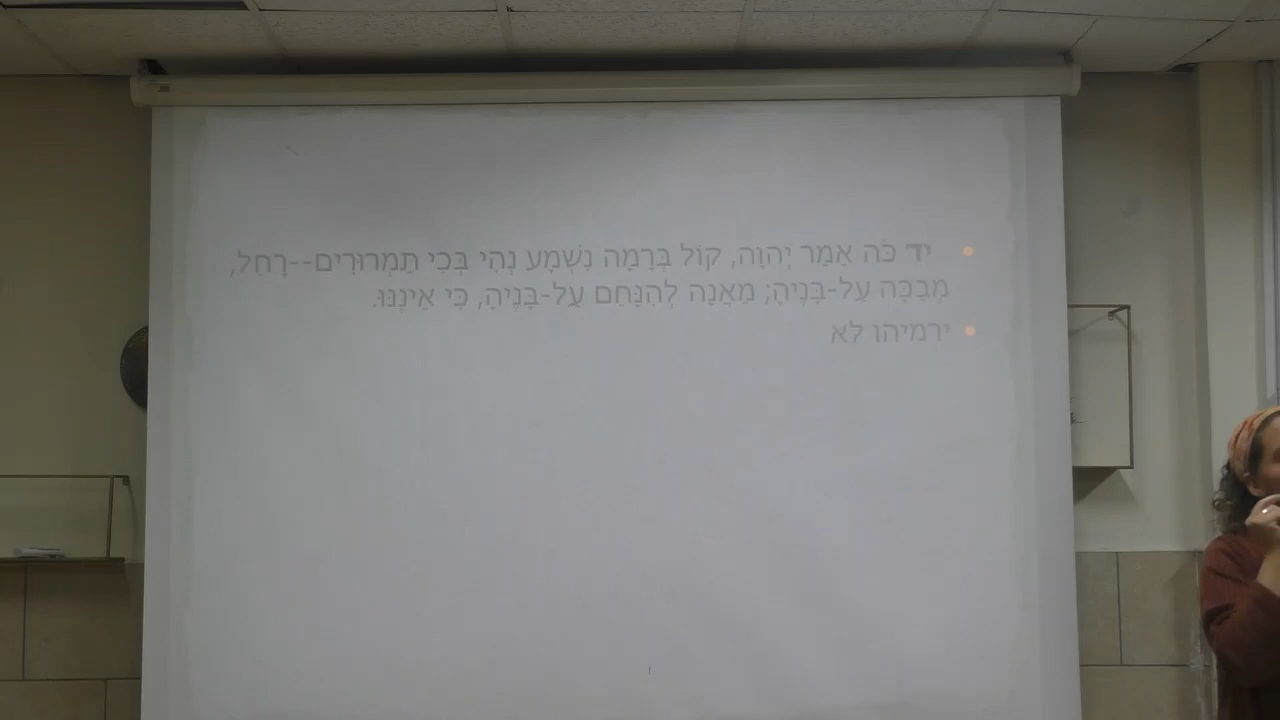 יד כֹּה אָמַר יְהוָה, קוֹל בְּרָמָה נִשְׁמָע נְהִי בְּכִי תַמְרוּרִים--רָחֵל,
מְבַכָּה עַל-בָּנֶיהָ; מֵאֲנָה לְהִנָּחֵם עַל-בָּנֶיהָ, כִּי אֵינֶנּוּ.
ירמיהו לא